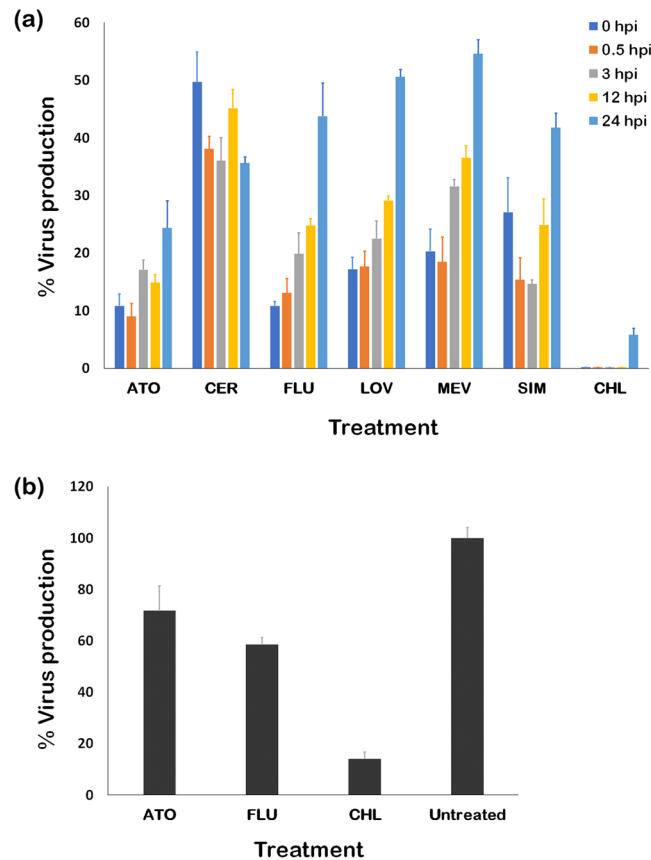 (a)
% Virus production
60
50
40
30
20
10
0
0 hpi
0.5 hpi
3 hpi
12 hpi
24 hpi
ATO CER FLU LOV MEV SIM CHL
Treatment
(b)
% Virus production
120
100
80
60
40
20
0
ATO FLU CHL Untreated
Treatment